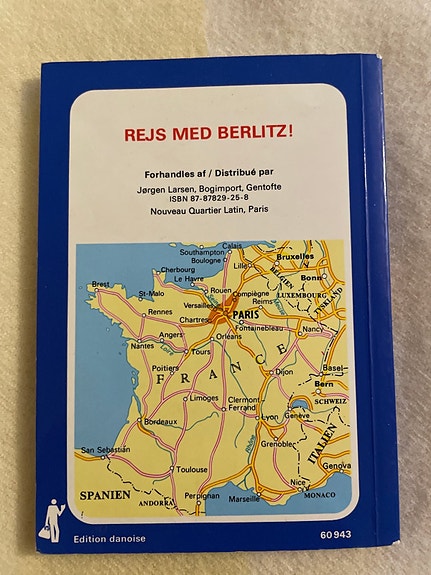 REJS MED BERLITZ!
Forhandles af / Distribué par
Jørgen Larsen, Bogimport, Gentofte
ISBN 87-87829-25-8
Nouveau Quartier Latin, Paris
Calais
Southampton
Boulogne
Bruxelles
Lille
BELGIEN
Bonn
Cherbourg
Le Havre
Brest
St-Malo
Rouen
Compiègne
Reims
LUXEMBOURG
TYSKLAND
Versailles
PARIS
Rennes
Chartres
Fontainebleau
Nancy
Angers
Orléans
Nantes
Loire
Tours
FRANCE
Basel
Poitiers
Dijon
Bern
SCHWEIZ
Limoges
Clermont-
Ferrand
Lyon
Genève
Bordeaux
Grenoble
ITALIEN
Rhône
San Sebastián
Toulouse
Genova
Nice
SPANIEN
ANDORRA
Perpignan
Marseille
MONACO
Edition danoise
60 943